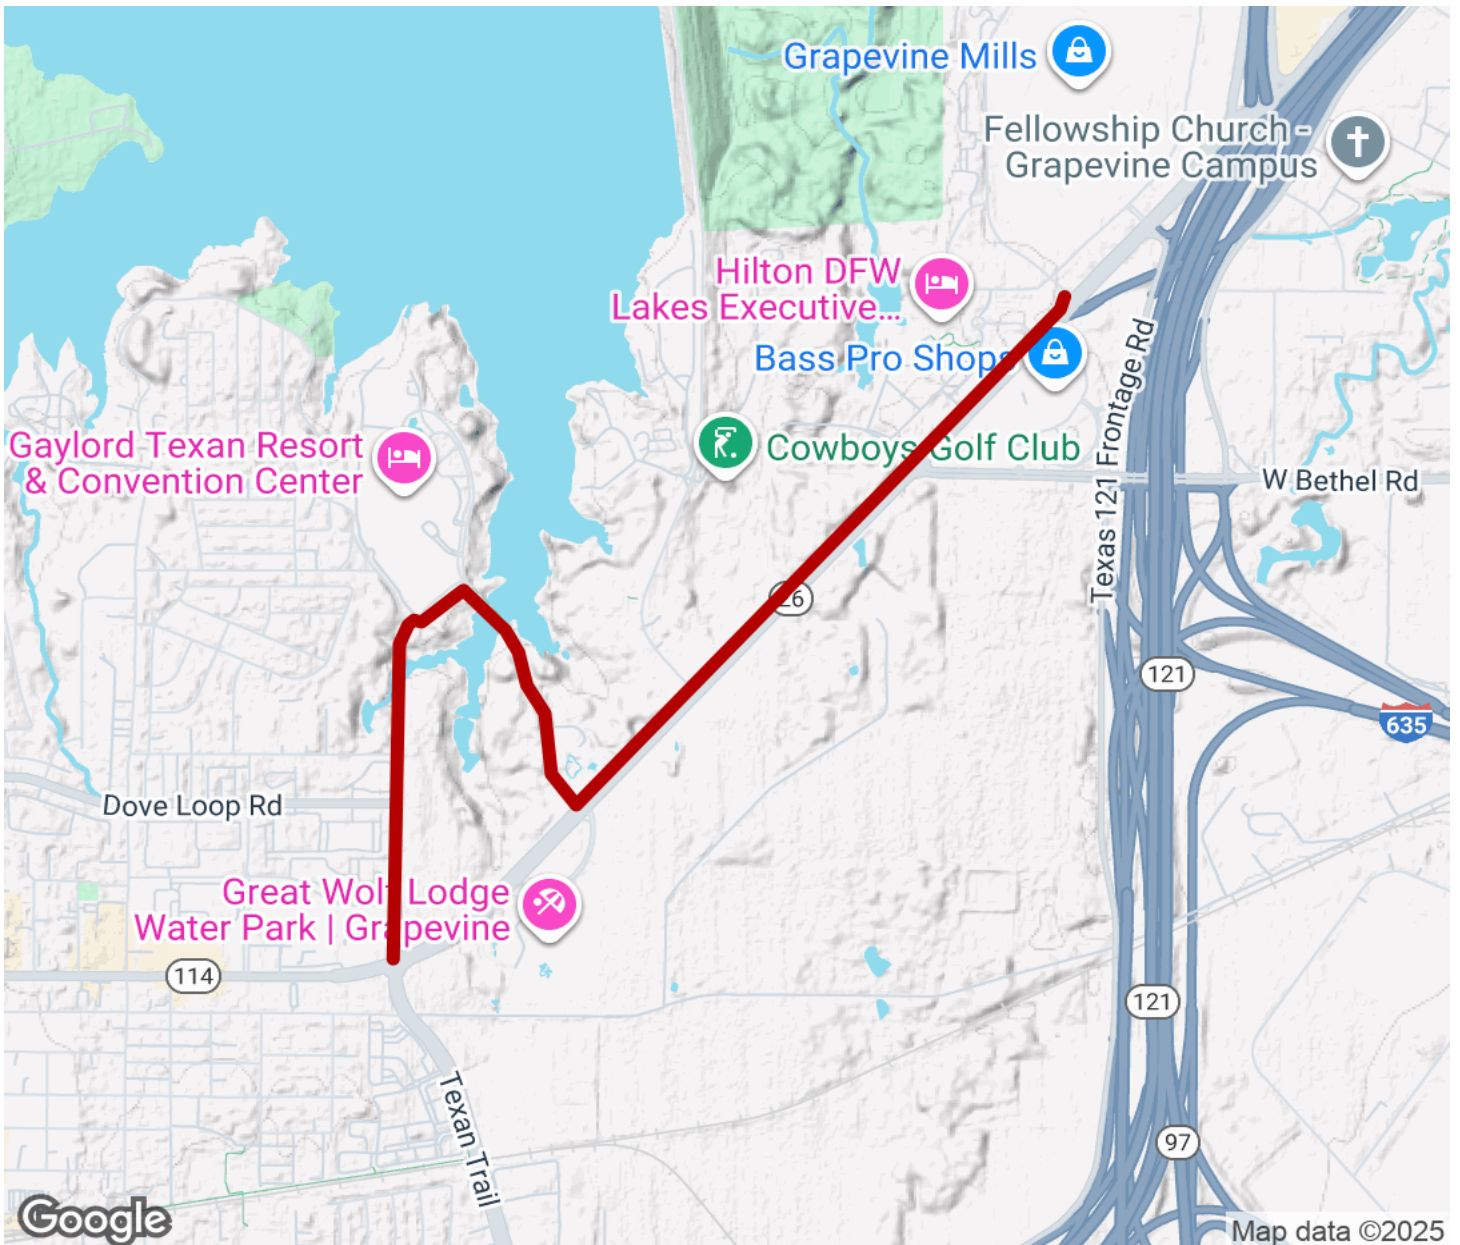 Grapevine Mills
Fellowship Church -
Grapevine Campus
Hilton DFW
Lakes Executive...
Bass Pro Shops
Cowboys Golf Club
Gaylord Texan Resort
& Convention Center
W Bethel Rd
Texas 121 Frontage Rd
26
121
635
Dove Loop Rd
Great Wolf Lodge
Water Park | Grapevine
114
121
Texan Trail
97
Google
Map data ©2025